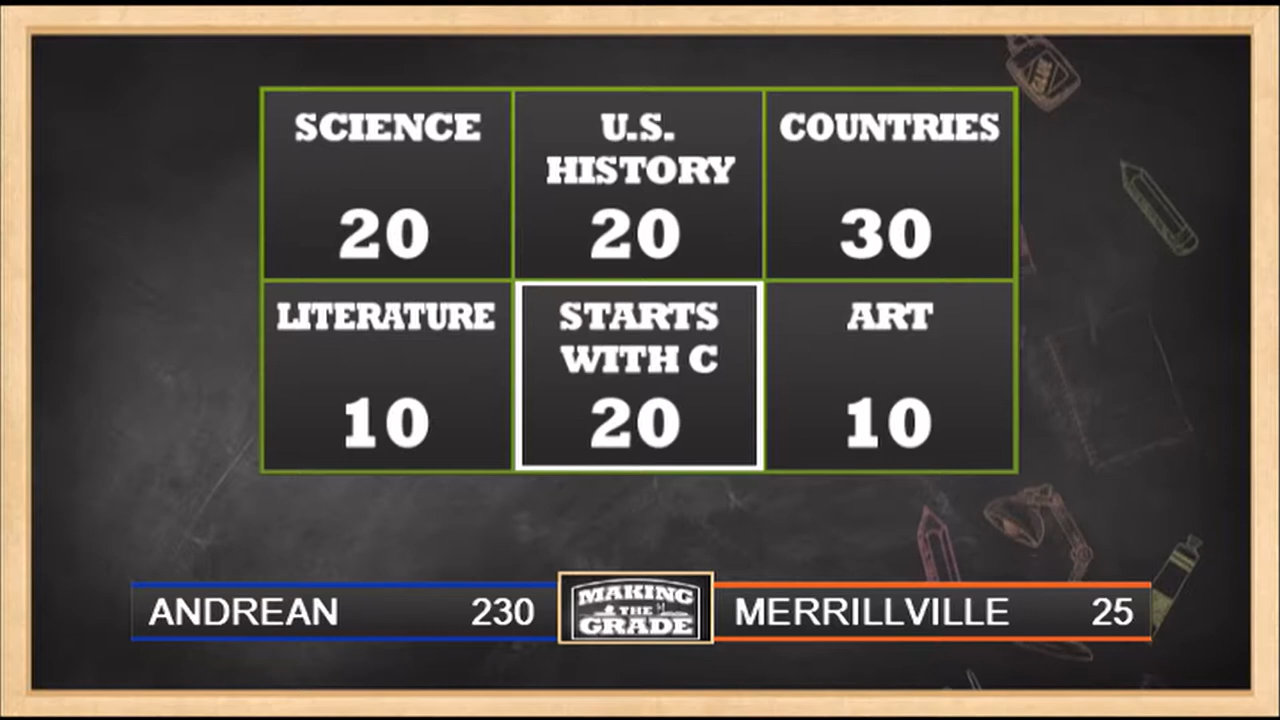 SCIENCE
20
U.S.
HISTORY
20
COUNTRIES
30
LITERATURE
10
STARTS
WITH C
20
ART
10
ANDREAN 230
MAKING
THE
GRADE
MERRILLVILLE 25